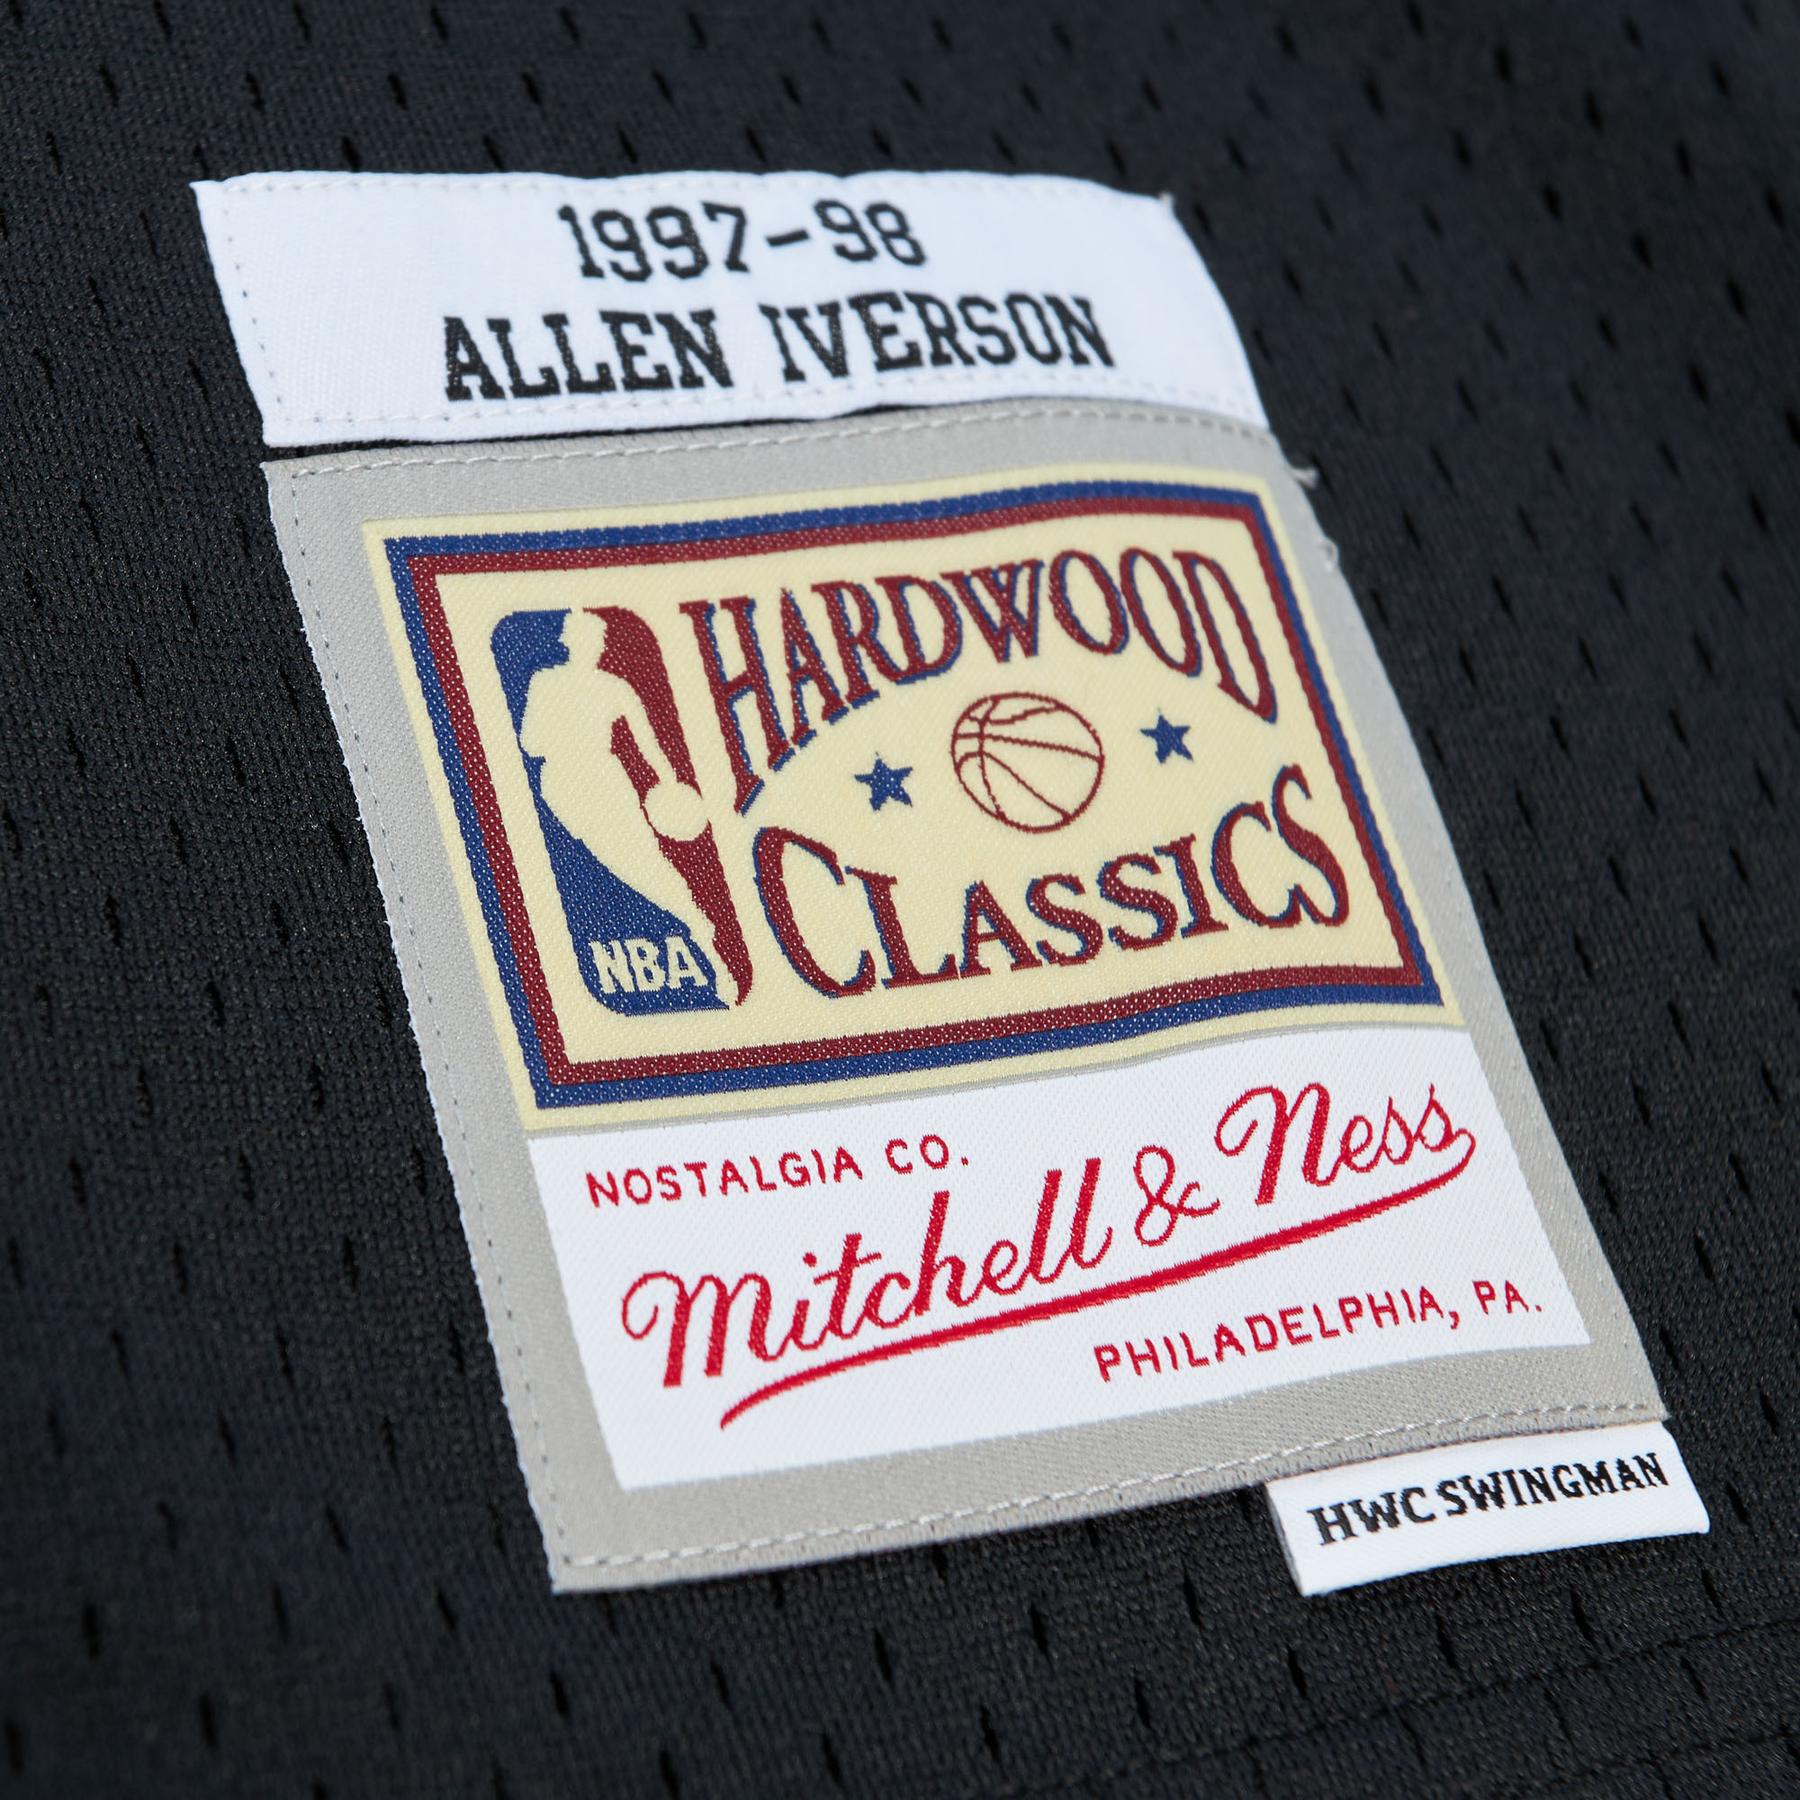 1997-98
ALLEN IVERSON
HARDWOOD
CLASSICS
NBA
NOSTALGIA CO.
Mitchell & Ness
PHILADELPHIA, PA.
HWC SWINGMAN